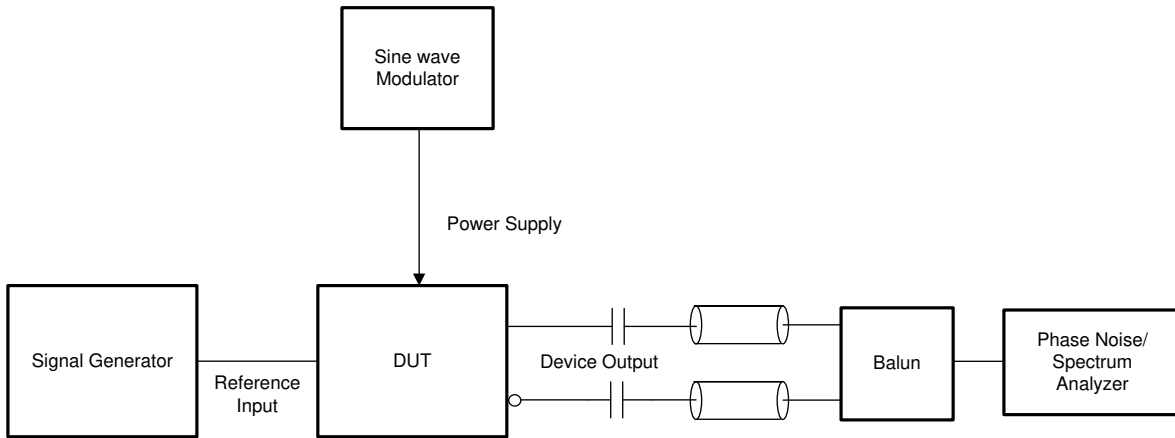 Sine wave
Modulator
Power Supply
Signal Generator
Reference
Input
DUT
Device Output
Balun
Phase Noise/
Spectrum
Analyzer